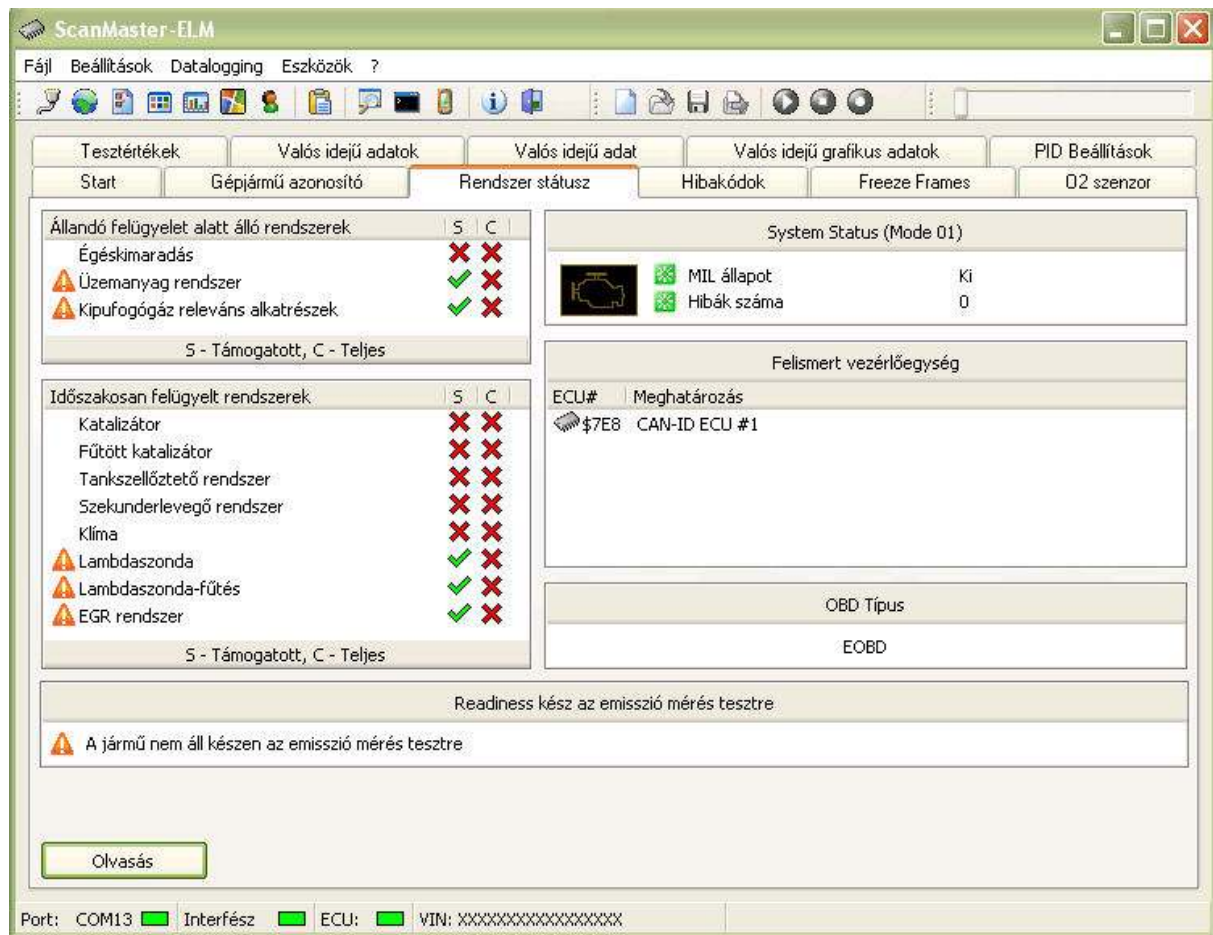 ScanMaster-ELM
Fájl Beállítások Datalogging Eszközök ?
Tesztértékek Valós idejű adatok Valós idejű adat Valós idejű grafikus adatok PID Beállítások
Start Gépjármű azonosító Rendszer státusz Hibakódok Freeze Frames O2 szenzor
Állandó felügyelet alatt álló rendszerek S C
Égéskimaradás
Üzemanyag rendszer
Kipufogógáz releváns alkatrészek
S - Támogatott, C - Teljes
Időszakosan felügyelt rendszerek S C
Katalizátor
Fűtött katalizátor
Tankszellőztető rendszer
Szekunderlevegő rendszer
Klíma
Lambdaszonda
Lambdaszonda-fűtés
EGR rendszer
S - Támogatott, C - Teljes
System Status (Mode 01)
MIL állapot Ki
Hibák száma 0
Felismert vezérlőegység
ECU# Meghatározás
$7E8 CAN-ID ECU #1
OBD Típus
EOBD
Readiness kész az emisszió mérés tesztre
A jármű nem áll készen az emisszió mérés tesztre
Olvasás
Port: COM13 Interfész ECU: VIN: XXXXXXXXXXXXXXXXX